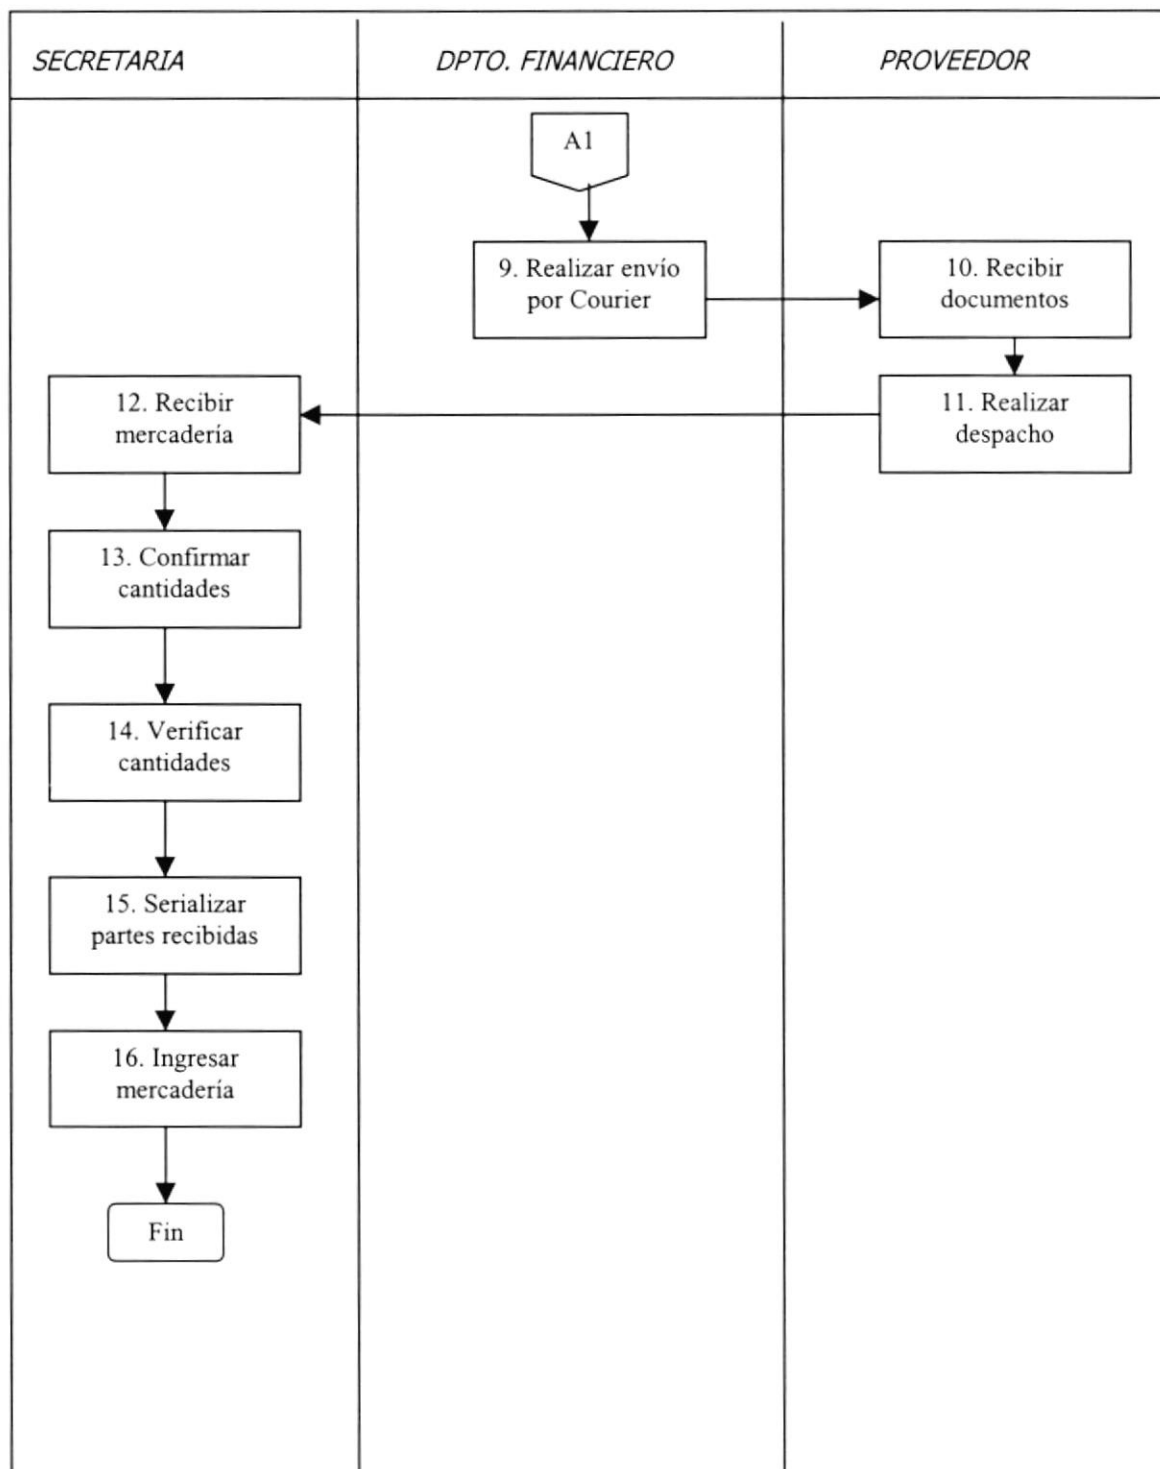 SECRETARIA
DPTO. FINANCIERO
PROVEEDOR
A1
9. Realizar envío
por Courier
10. Recibir
documentos
11. Realizar
despacho
12. Recibir
mercadería
13. Confirmar
cantidades
14. Verificar
cantidades
15. Serializar
partes recibidas
16. Ingresar
mercadería
Fin